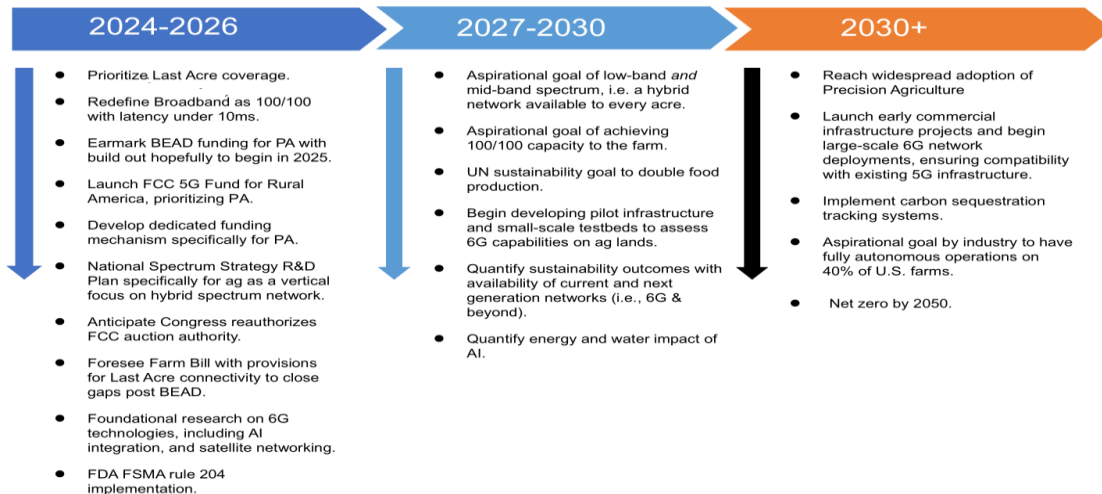 2024-2026
Prioritize Last Acre coverage.
Redefine Broadband as 100/100
with latency under 10ms.
Earmark BEAD funding for PA with
build out hopefully to begin in 2025.
Launch FCC 5G Fund for Rural
America, prioritizing PA.
Develop dedicated funding
mechanism specifically for PA.
National Spectrum Strategy R&D
Plan specifically for ag as a vertical
focus on hybrid spectrum network.
Anticipate Congress reauthorizes
FCC auction authority.
Foresee Farm Bill with provisions
for Last Acre connectivity to close
gaps post BEAD.
Foundational research on 6G
technologies, including AI
integration, and satellite networking.
FDA FSMA rule 204
implementation.
2027-2030
Aspirational goal of low-band and
mid-band spectrum, i.e. a hybrid
network available to every acre.
Aspirational goal of achieving
100/100 capacity to the farm.
UN sustainability goal to double food
production.
Begin developing pilot infrastructure
and small-scale testbeds to assess
6G capabilities on ag lands.
Quantify sustainability outcomes with
availability of current and next
generation networks (i.e., 6G &
beyond).
Quantify energy and water impact of
AI.
2030+
Reach widespread adoption of
Precision Agriculture
Launch early commercial
infrastructure projects and begin
large-scale 6G network
deployments, ensuring compatibility
with existing 5G infrastructure.
Implement carbon sequestration
tracking systems.
Aspirational goal by industry to have
fully autonomous operations on
40% of U.S. farms.
Net zero by 2050.